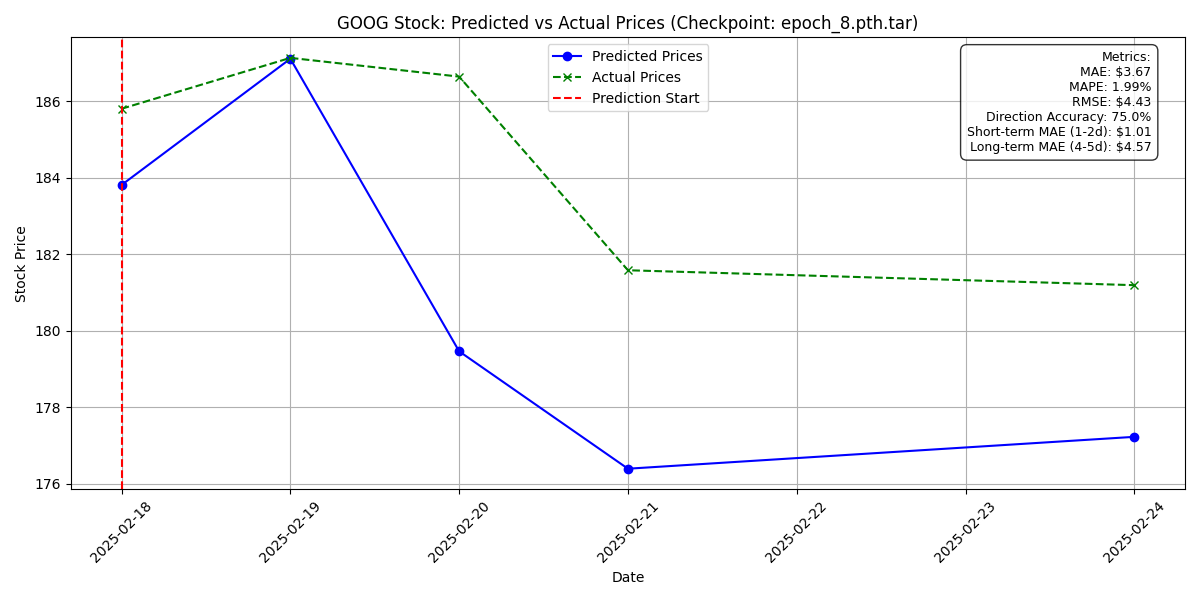 GOOG Stock: Predicted vs Actual Prices (Checkpoint: epoch_8.pth.tar)
Predicted Prices
Actual Prices
Prediction Start
Metrics:
MAE: $3.67
MAPE: 1.99%
RMSE: $4.43
Direction Accuracy: 75.0%
Short-term MAE (1-2d): $1.01
Long-term MAE (4-5d): $4.57
Stock Price
186
184
182
180
178
176
2025-02-18
2025-02-19
2025-02-20
2025-02-21
2025-02-22
2025-02-23
2025-02-24
Date